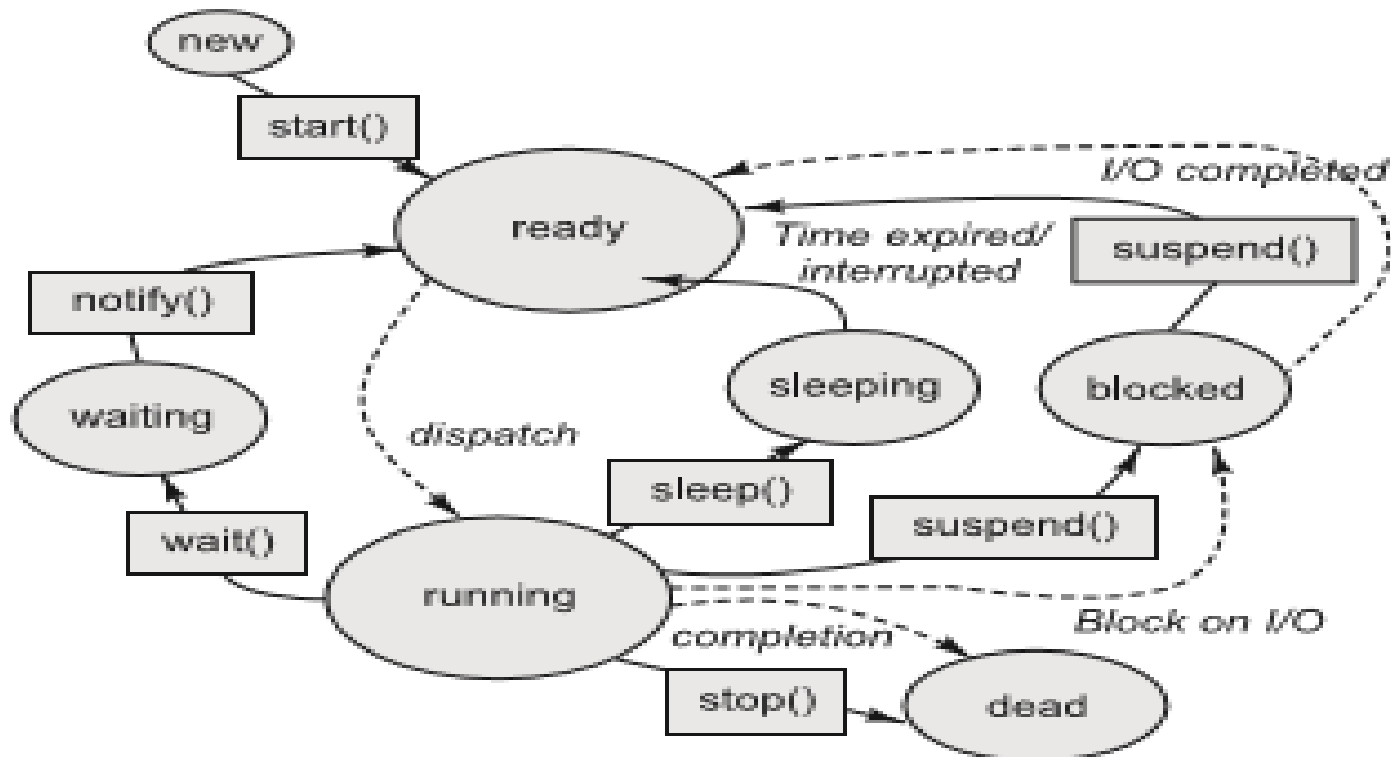 new
start()
I/O completed
ready
Time expired/
interrupted
suspend()
notify()
sleeping
blocked
waiting
dispatch
sleep()
suspend()
wait()
running
Block on I/O
completion
stop()
dead